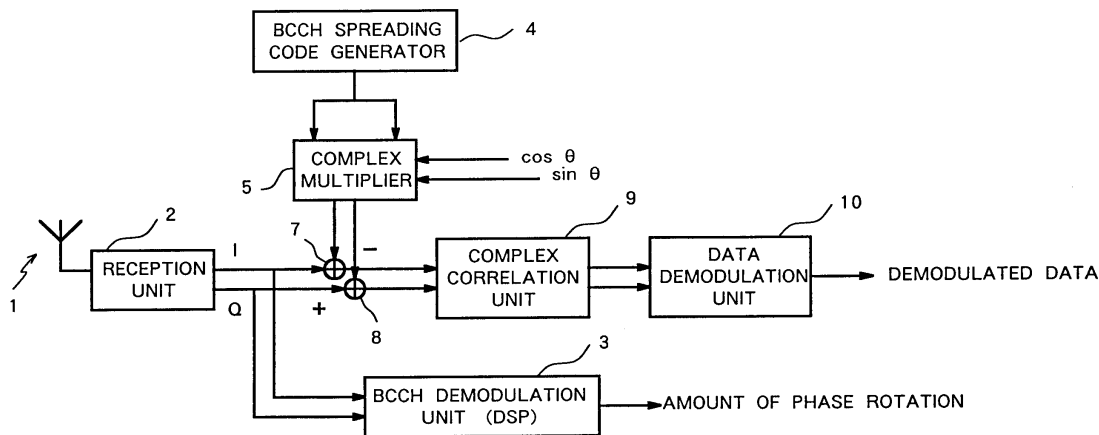 BCCH SPREADING
CODE GENERATOR
4
COMPLEX
MULTIPLIER
5
cos θ
sin θ
1
2
RECEPTION
UNIT
I
Q
7
−
+
8
9
COMPLEX
CORRELATION
UNIT
10
DATA
DEMODULATION
UNIT
DEMODULATED DATA
3
BCCH DEMODULATION
UNIT (DSP)
AMOUNT OF PHASE ROTATION